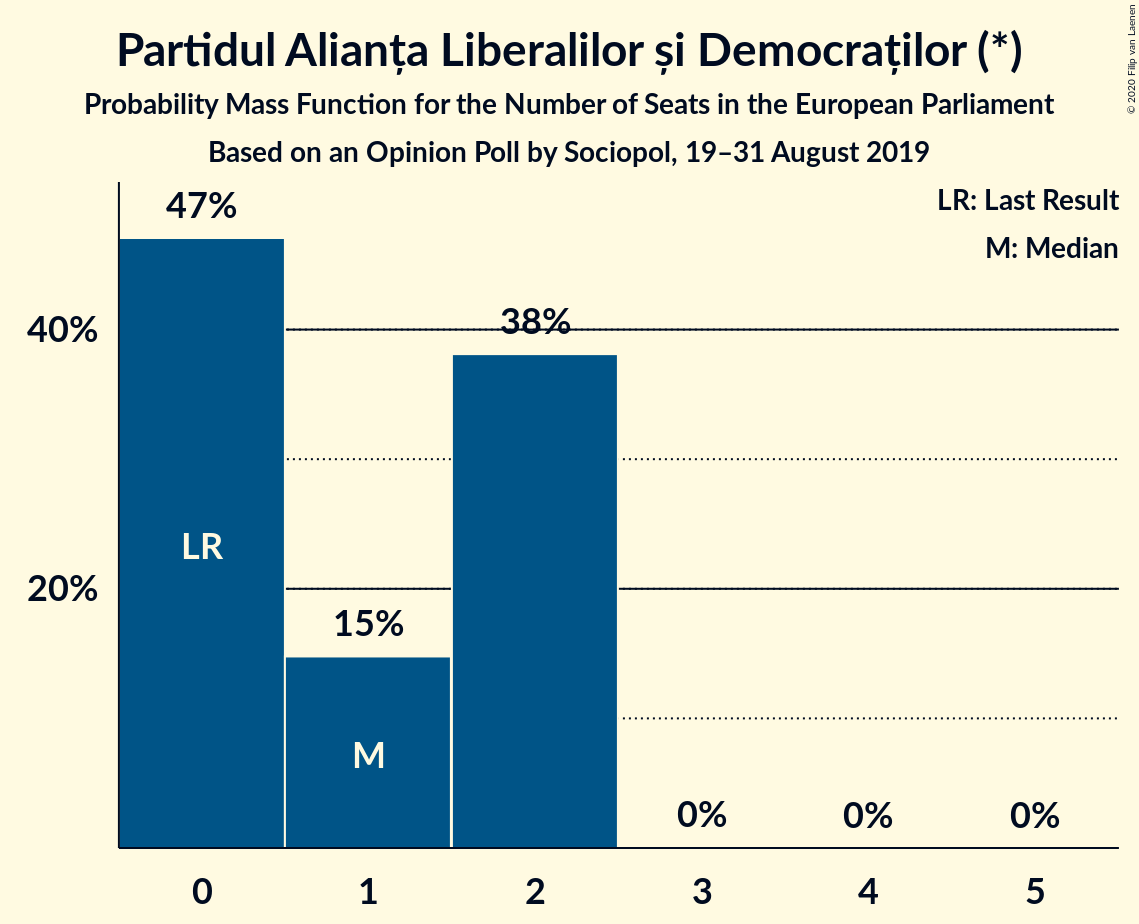 Partidul Alianța Liberalilor și Democraților (*)
Probability Mass Function for the Number of Seats in the European Parliament
Based on an Opinion Poll by Sociopol, 19–31 August 2019
© 2020 Filip van Laenen
LR: Last Result
M: Median
47%
38%
40%
LR
20%
15%
M
0%
0%
0%
0
1
2
3
4
5